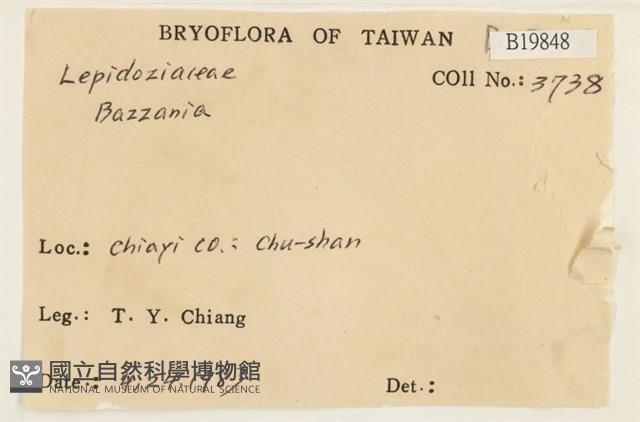 BRYOFLORA OF TAIWAN
B19848
Lepidoziaceae
COll No.: 3738
Bazzania
Loc.: Chiayi CO.: Chu-shan
Leg.: T. Y. Chiang
國立自然科學博物館
NATIONAL MUSEUM OF NATURAL SCIENCE
Date.:
Det.: